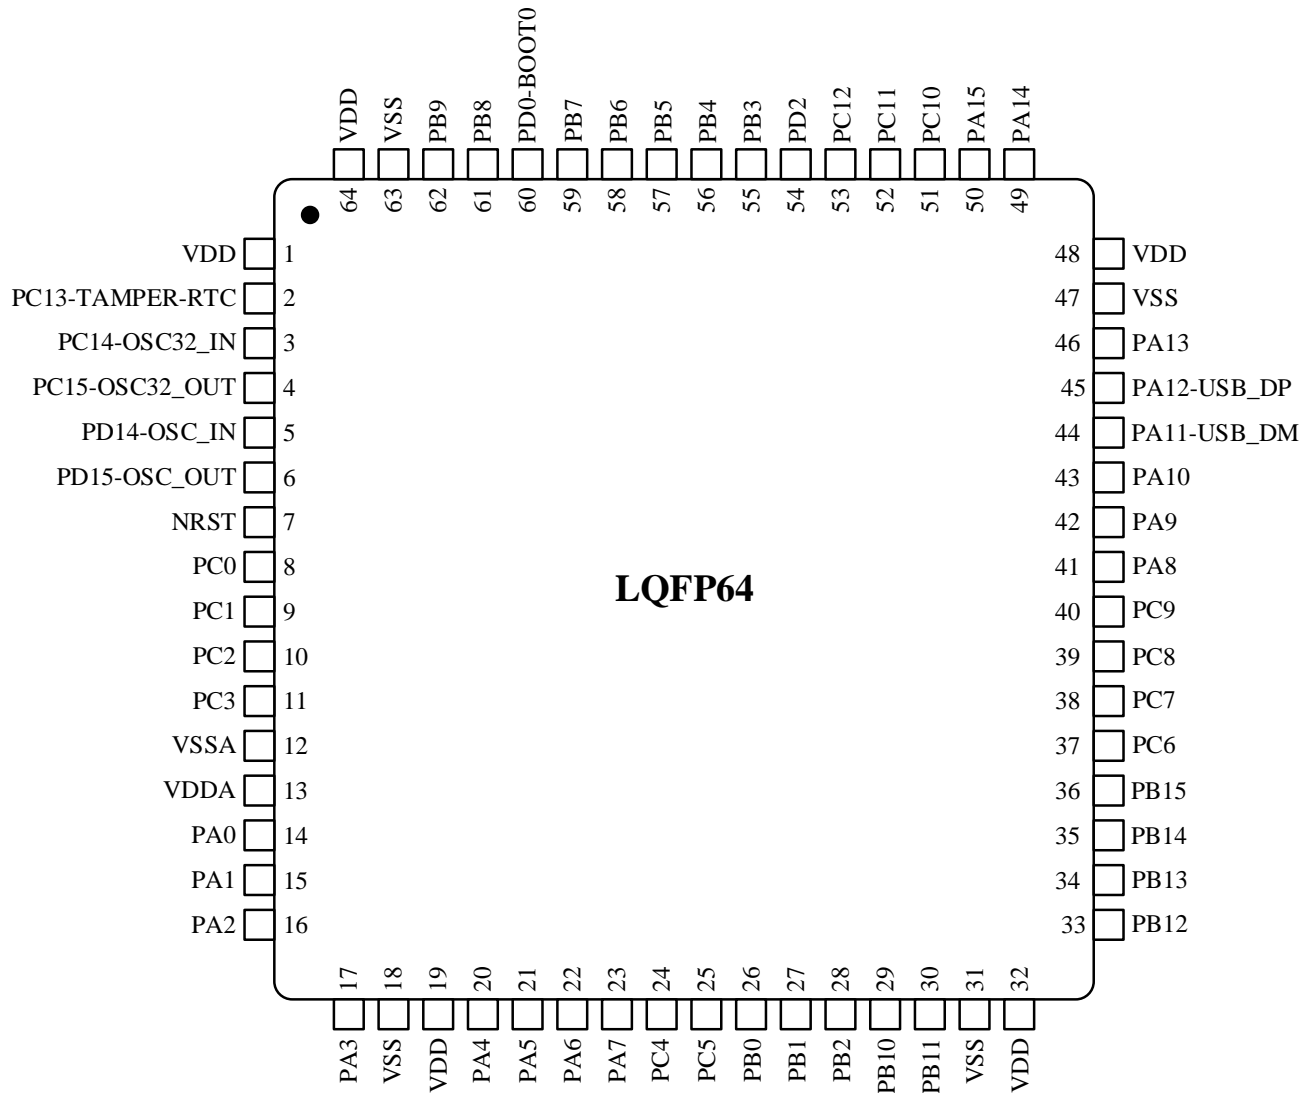 VDD
VSS
PB9
PB8
PD0-BOOT0
PB7
PB6
PB5
PB4
PB3
PD2
PC12
PC11
PC10
PA15
PA14
64
63
62
61
60
59
58
57
56
55
54
53
52
51
50
49
VDD 1
PC13-TAMPER-RTC 2
PC14-OSC32_IN 3
PC15-OSC32_OUT 4
PD14-OSC_IN 5
PD15-OSC_OUT 6
NRST 7
PC0 8
PC1 9
PC2 10
PC3 11
VSSA 12
VDDA 13
PA0 14
PA1 15
PA2 16
LQFP64
48 VDD
47 VSS
46 PA13
45 PA12-USB_DP
44 PA11-USB_DM
43 PA10
42 PA9
41 PA8
40 PC9
39 PC8
38 PC7
37 PC6
36 PB15
35 PB14
34 PB13
33 PB12
17
18
19
20
21
22
23
24
25
26
27
28
29
30
31
32
PA3
VSS
VDD
PA4
PA5
PA6
PA7
PC4
PC5
PB0
PB1
PB2
PB10
PB11
VSS
VDD